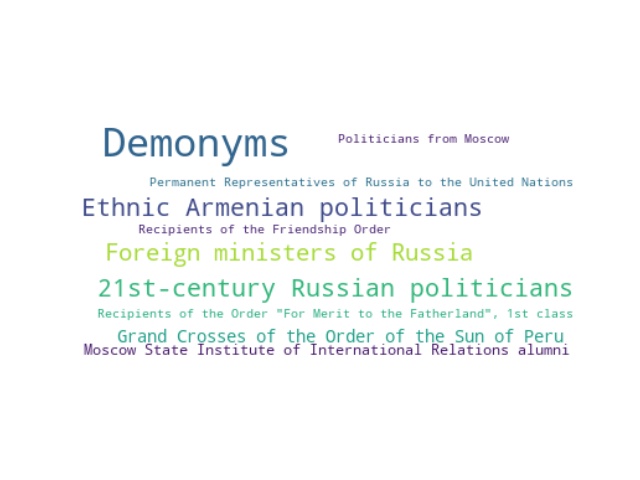 Demonyms
Politicians from Moscow
Permanent Representatives of Russia to the United Nations
Ethnic Armenian politicians
Recipients of the Friendship Order
Foreign ministers of Russia
21st-century Russian politicians
Recipients of the Order "For Merit to the Fatherland", 1st class
Grand Crosses of the Order of the Sun of Peru
Moscow State Institute of International Relations alumni